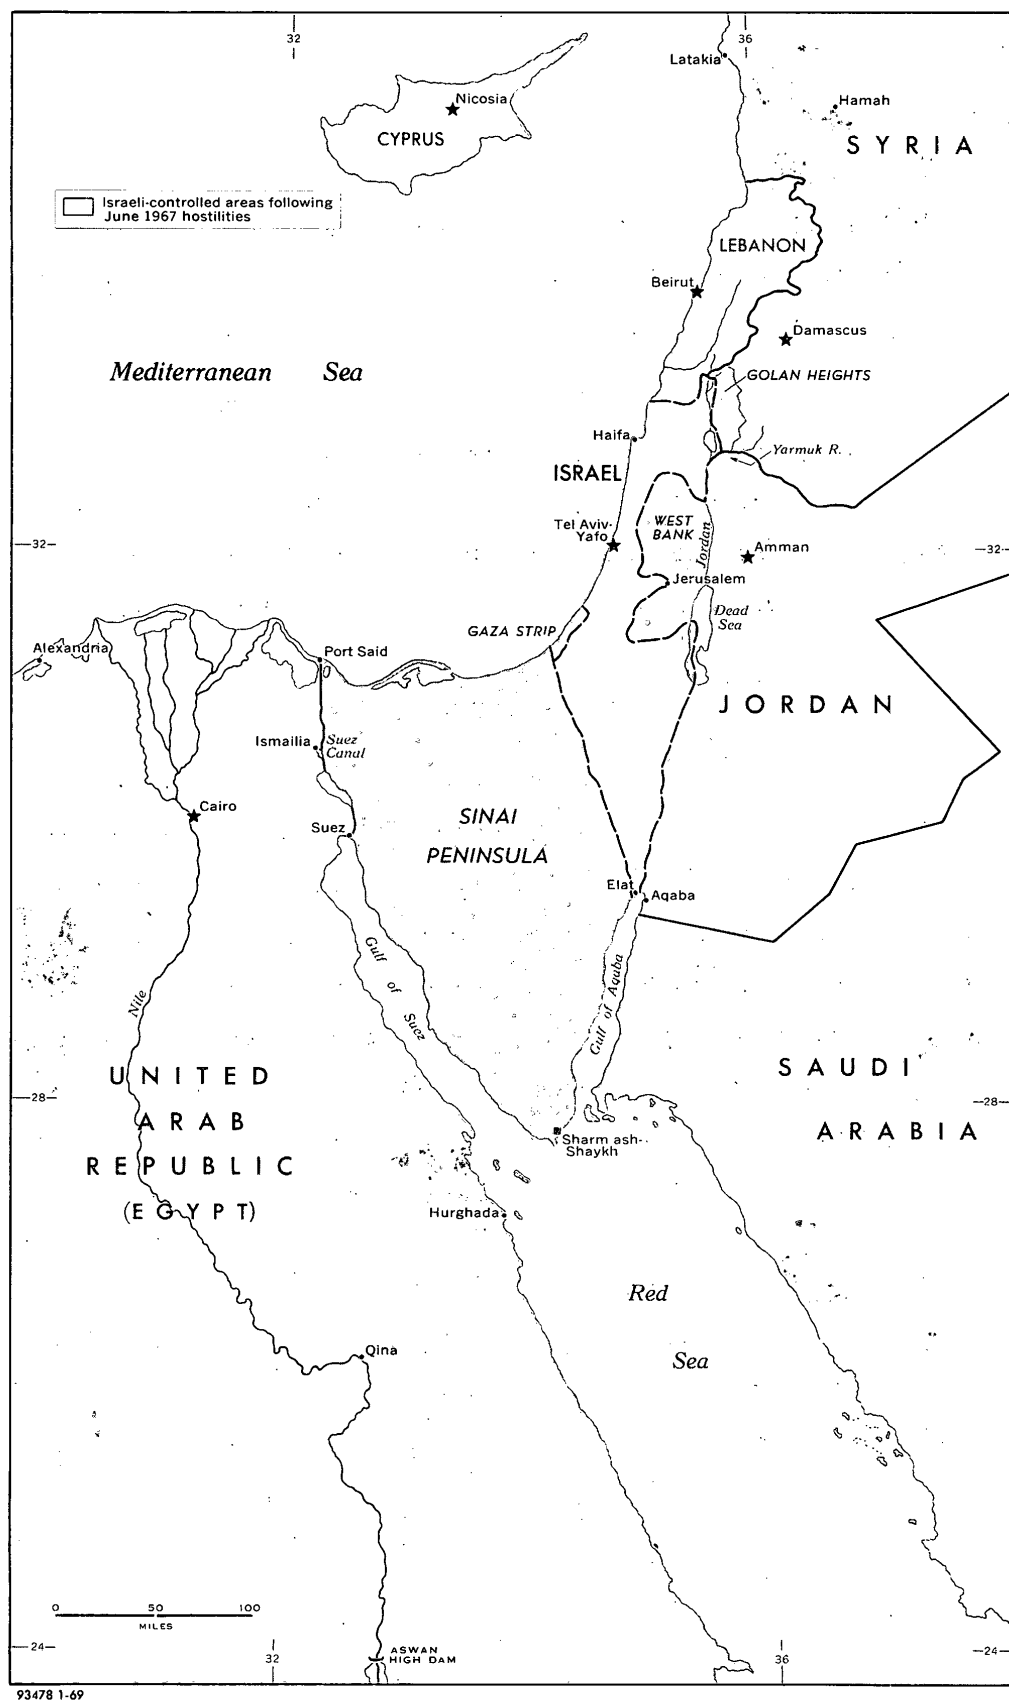 32
36
Latakia
Hamah
Nicosia
CYPRUS
SYRIA
Israeli-controlled areas following
June 1967 hostilities
LEBANON
Beirut
Damascus
Mediterranean Sea
GOLAN HEIGHTS
Haifa
Yarmuk R.
ISRAEL
Tel Aviv-
Yafo
WEST
BANK
Jordan
32
32
Amman
Jerusalem
Dead
Sea
GAZA STRIP
Alexandria
Port Said
JORDAN
Ismailia
Suez
Canal
Cairo
SINAI
PENINSULA
Suez
Elat
Aqaba
Gulf of Suez
Gulf of Aquba
Nile
UNITED
ARAB
REPUBLIC
(EGYPT)
SAUDI
ARABIA
28
28
Sharm ash-
Shaykh
Hurghada
Red
Sea
Qina
0 50 100
MILES
24
24
32
36
ASWAN
HIGH DAM
93478 1-69